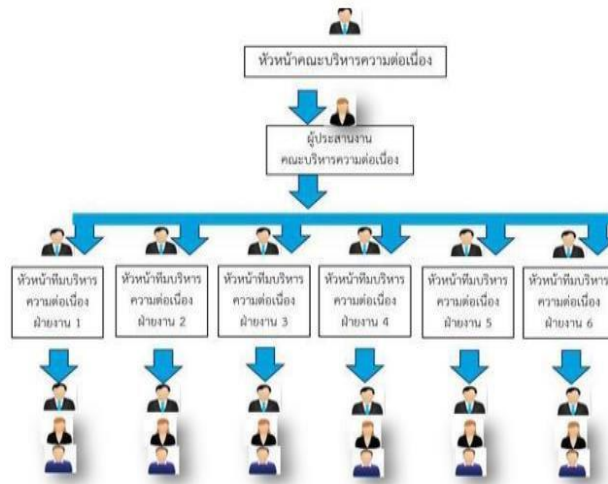 หัวหน้าคณะบริหารความต่อเนื่อง
ผู้ประสานงาน
คณะบริหารความต่อเนื่อง
หัวหน้าทีมบริหาร
ความต่อเนื่อง
ฝ่ายงาน 1
หัวหน้าทีมบริหาร
ความต่อเนื่อง
ฝ่ายงาน 2
หัวหน้าทีมบริหาร
ความต่อเนื่อง
ฝ่ายงาน 3
หัวหน้าทีมบริหาร
ความต่อเนื่อง
ฝ่ายงาน 4
หัวหน้าทีมบริหาร
ความต่อเนื่อง
ฝ่ายงาน 5
หัวหน้าทีมบริหาร
ความต่อเนื่อง
ฝ่ายงาน 6